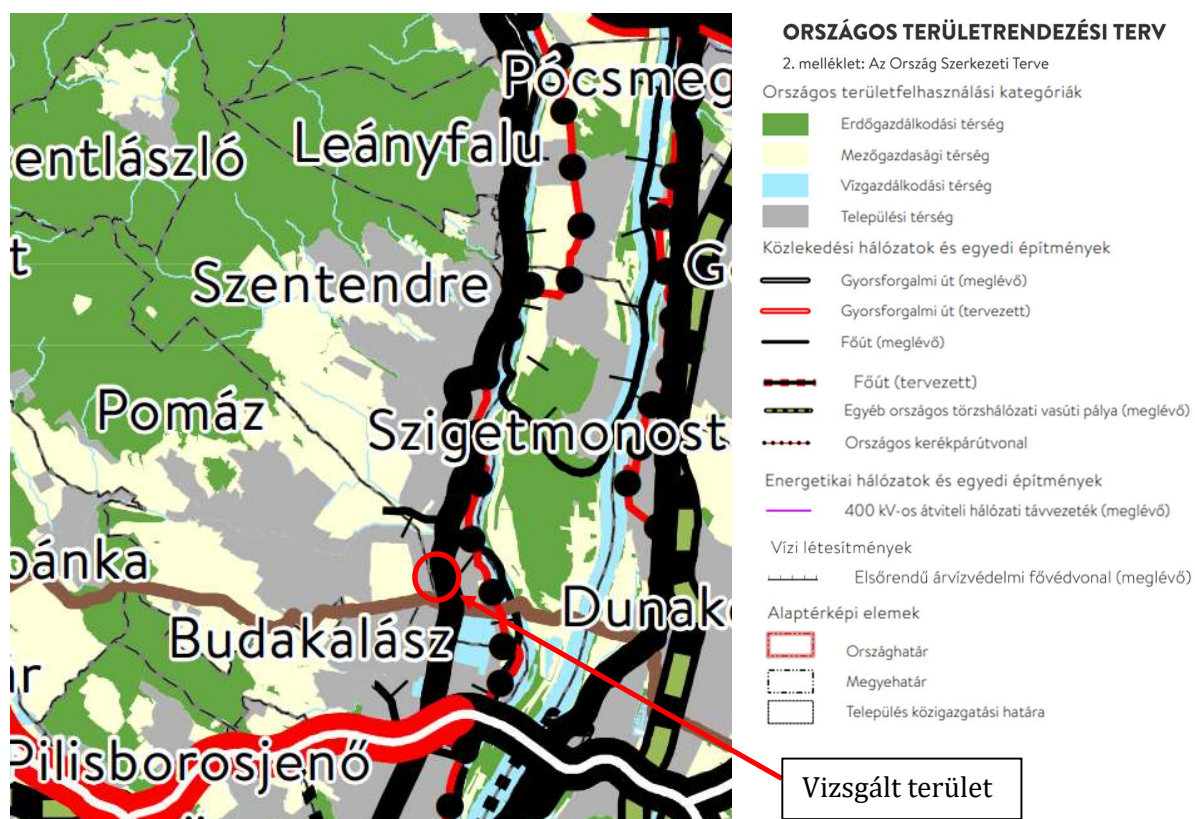 Pócsmeg
Leányfalu
entlászló
t
Szentendre
G
Pomáz
Szigetmonost
bánka
Dunak
Budakalász
ár
Pilisborosjenő
ORSZÁGOS TERÜLETRENDEZÉSI TERV
2. melléklet: Az Ország Szerkezeti Terve
Országos területfelhasználási kategóriák
Erdőgazdálkodási térség
Mezőgazdasági térség
Vízgazdálkodási térség
Települési térség
Közlekedési hálózatok és egyedi építmények
Gyorsforgalmi út (meglévő)
Gyorsforgalmi út (tervezett)
Főút (meglévő)
Főút (tervezett)
Egyéb országos törzshálózati vasúti pálya (meglévő)
Országos kerékpárútvonal
Energetikai hálózatok és egyedi építmények
400 kV-os átviteli hálózati távvezeték (meglévő)
Vízi létesítmények
Elsőrendű árvízvédelmi fővédvonal (meglévő)
Alaptérképi elemek
Országhatár
Megyehatár
Település közigazgatási határa
Vizsgált terület